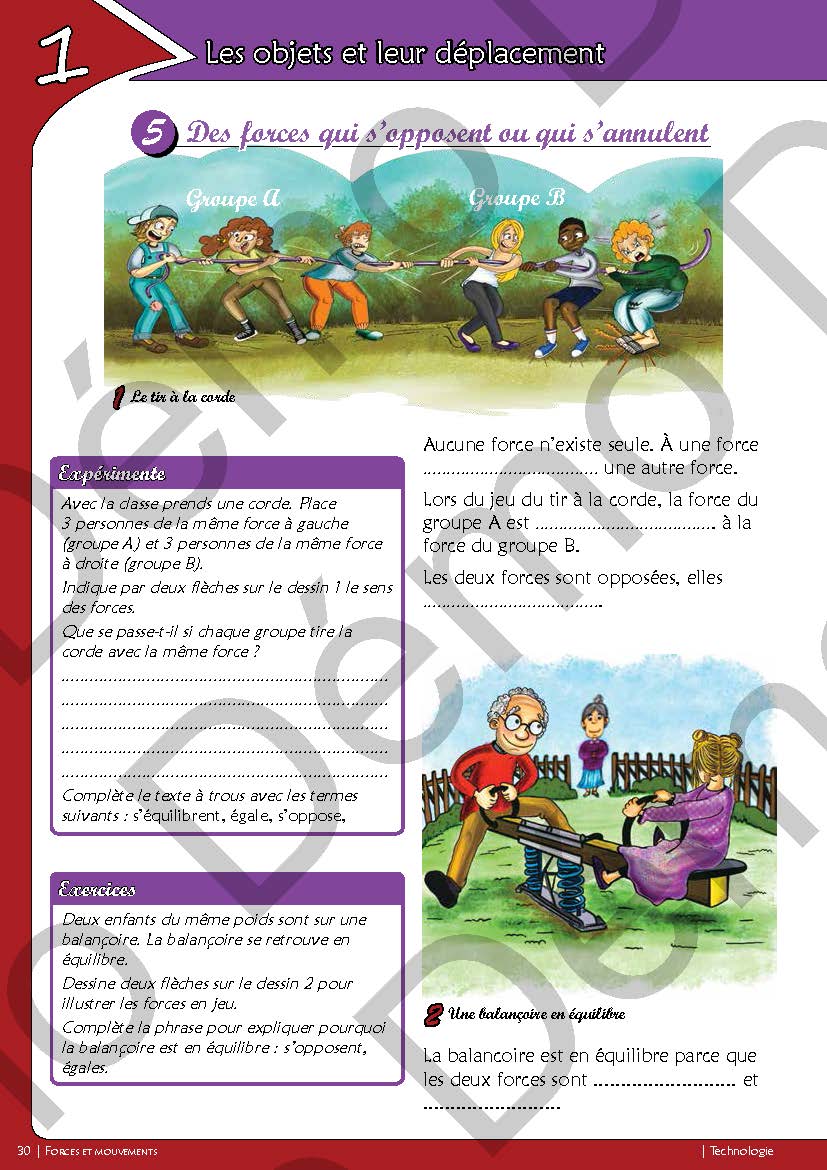 1
Les objets et leur déplacement
5 Des forces qui s'opposent ou qui s'annulent
Groupe A
Groupe B
1 Le tir à la corde
Expérimente
Avec la classe prends une corde. Place
3 personnes de la même force à gauche
(groupe A) et 3 personnes de la même force
à droite (groupe B).
Indique par deux flèches sur le dessin 1 le sens
des forces.
Que se passe-t-il si chaque groupe tire la
corde avec la même force ?
..................................................................
..................................................................
..................................................................
..................................................................
..................................................................
Complète le texte à trous avec les termes
suivants : s'équilibrent, égale, s'oppose,
Exercices
Deux enfants du même poids sont sur une
balançoire. La balançoire se retrouve en
équilibre.
Dessine deux flèches sur le dessin 2 pour
illustrer les forces en jeu.
Complète la phrase pour expliquer pourquoi
la balançoire est en équilibre : s'opposent,
égales.
Aucune force n'existe seule. À une force
..................................... une autre force.
Lors du jeu du tir à la corde, la force du
groupe A est ...................................... à la
force du groupe B.
Les deux forces sont opposées, elles
......................................
2 Une balançoire en équilibre
La balancoire est en équilibre parce que
les deux forces sont .......................... et
.........................
30 | Forces et mouvements
| Technologie
Démo
Démo
Démo